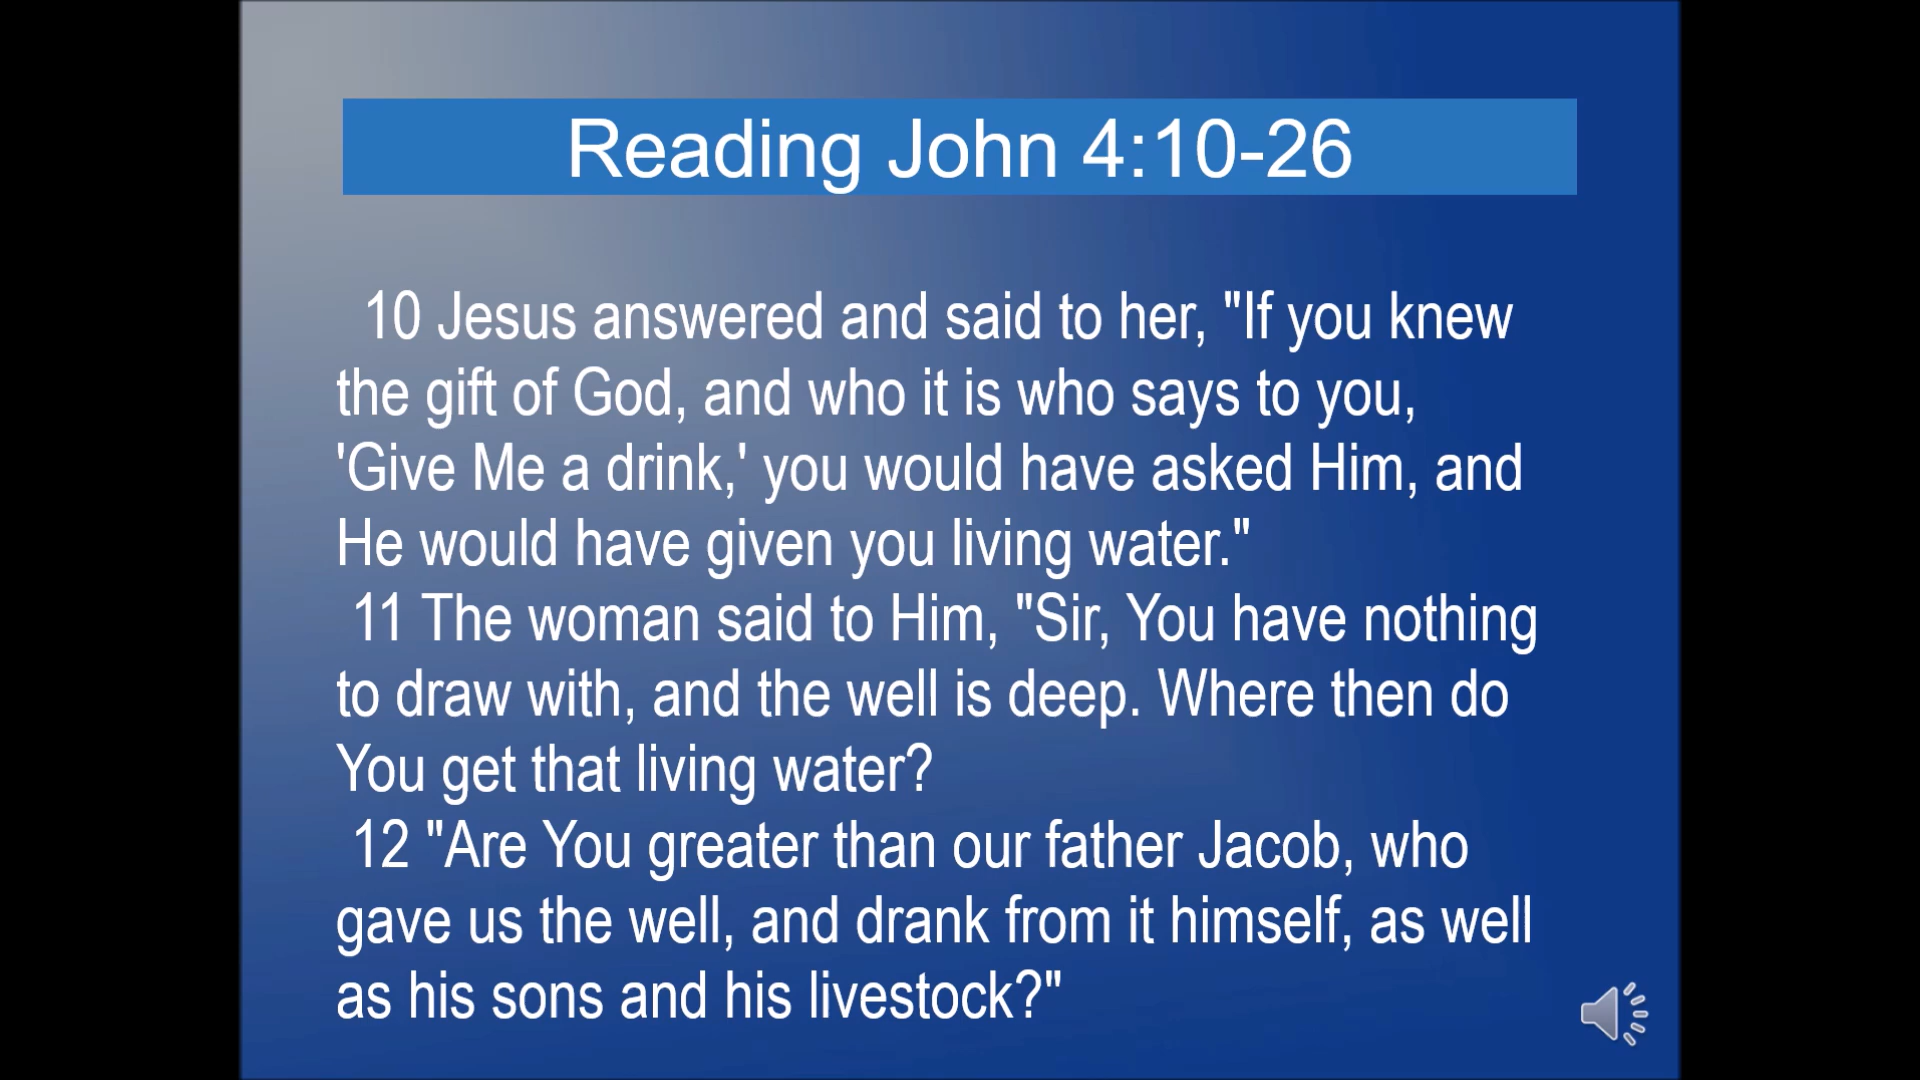 Reading John 4:10-26
10 Jesus answered and said to her, "If you knew
the gift of God, and who it is who says to you,
'Give Me a drink,' you would have asked Him, and
He would have given you living water."
11 The woman said to Him, "Sir, You have nothing
to draw with, and the well is deep. Where then do
You get that living water?
12 "Are You greater than our father Jacob, who
gave us the well, and drank from it himself, as well
as his sons and his livestock?"